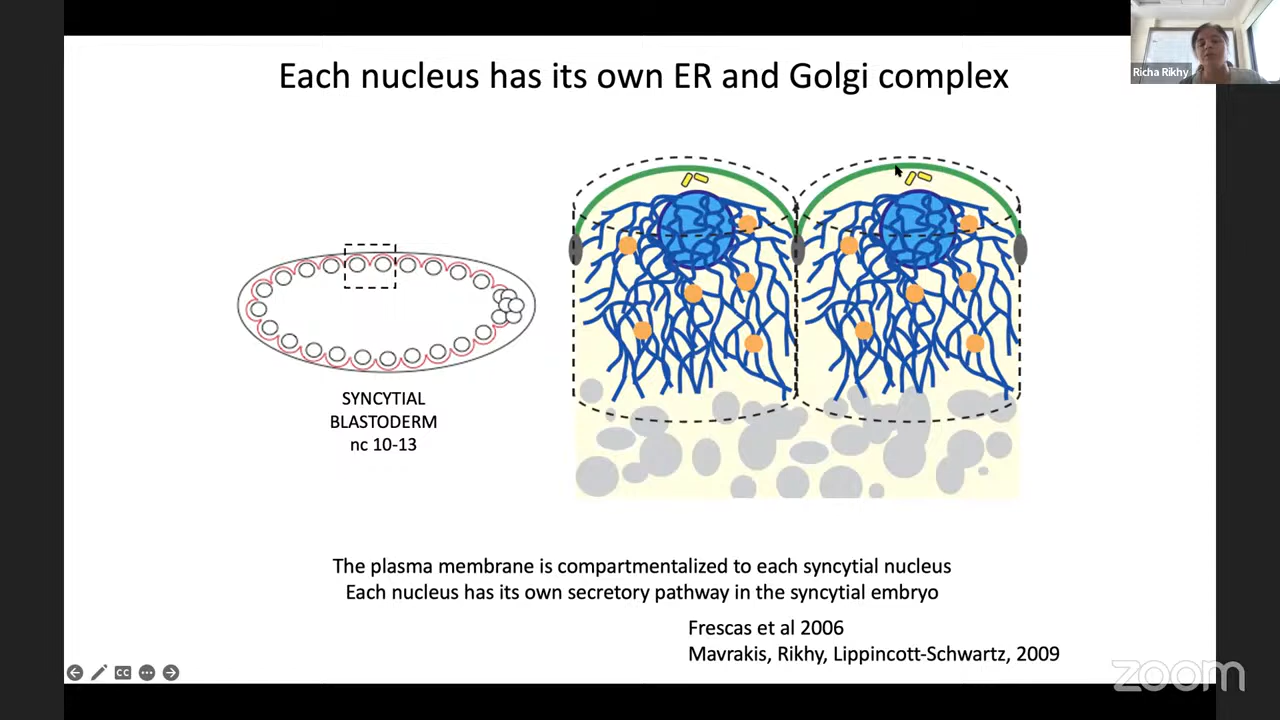 Each nucleus has its own ER and Golgi complex
Richa Rikhy
SYNCYTIAL
BLASTODERM
nc 10-13
The plasma membrane is compartmentalized to each syncytial nucleus
Each nucleus has its own secretory pathway in the syncytial embryo
Frescas et al 2006
Mavrakis, Rikhy, Lippincott-Schwartz, 2009
CC
zoom